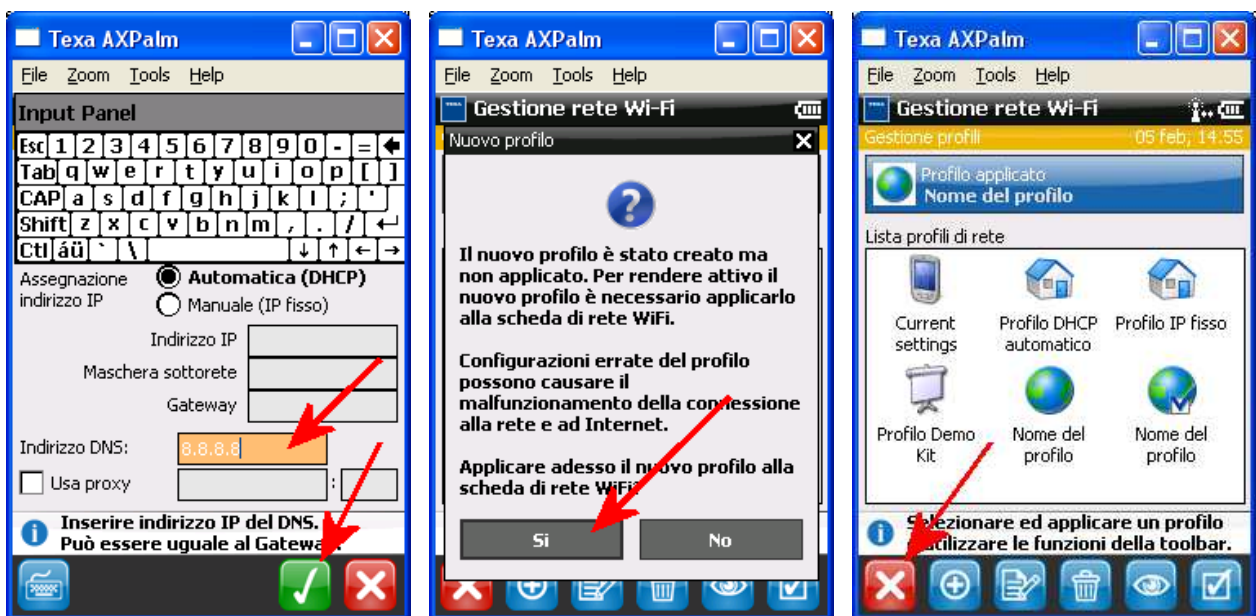 Texa AXPalm
File Zoom Tools Help
Input Panel
Esc 1 2 3 4 5 6 7 8 9 0 - =
Tab q w e r t y u i o p [ ]
CAP a s d f g h j k l ; '
Shift z x c v b n m , . /
Ctl áü ` \
Assegnazione
indirizzo IP
Automatica (DHCP)
Manuale (IP fisso)
Indirizzo IP
Maschera sottorete
Gateway
Indirizzo DNS: 8.8.8.8
Usa proxy :
Inserire indirizzo IP del DNS.
Può essere uguale al Gateway.
Texa AXPalm
File Zoom Tools Help
TEXA Gestione rete Wi-Fi
Nuovo profilo
Il nuovo profilo è stato creato ma
non applicato. Per rendere attivo il
nuovo profilo è necessario applicarlo
alla scheda di rete WiFi.
Configurazioni errate del profilo
possono causare il
malfunzionamento della connessione
alla rete e ad Internet.
Applicare adesso il nuovo profilo alla
scheda di rete WiFi?
Si No
Texa AXPalm
File Zoom Tools Help
TEXA Gestione rete Wi-Fi
Gestione profili 05 feb, 14:55
Profilo applicato
Nome del profilo
Lista profili di rete
Current
settings
Profilo DHCP
automatico
Profilo IP fisso
Profilo Demo
Kit
Nome del
profilo
Nome del
profilo
Selezionare ed applicare un profilo
utilizzare le funzioni della toolbar.